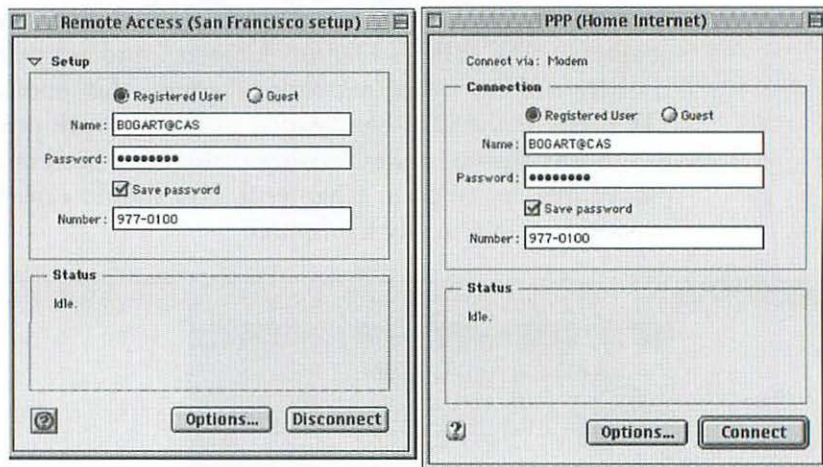 Remote Access (San Francisco setup)
Setup
Registered User Guest
Name: BOGART@CAS
Password: ●●●●●●●●
Save password
Number: 977-0100
Status
Idle.
Options... Disconnect
PPP (Home Internet)
Connect via: Modem
Connection
Registered User Guest
Name: BOGART@CAS
Password: ●●●●●●●●
Save password
Number: 977-0100
Status
Idle.
? Options... Connect